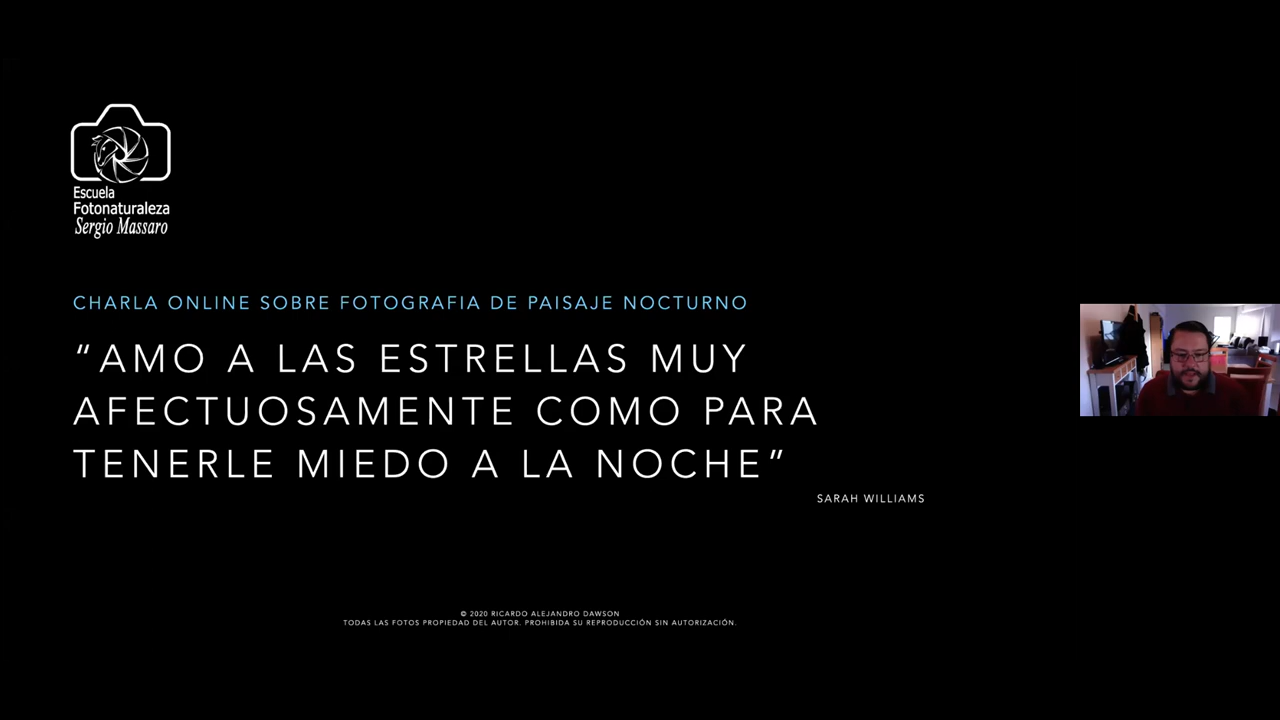 Escuela
Fotonaturaleza
Sergio Massaro
CHARLA ONLINE SOBRE FOTOGRAFIA DE PAISAJE NOCTURNO
“AMO A LAS ESTRELLAS MUY
AFECTUOSAMENTE COMO PARA
TENERLE MIEDO A LA NOCHE”
SARAH WILLIAMS
© 2020 RICARDO ALEJANDRO DAWSON
TODAS LAS FOTOS PROPIEDAD DEL AUTOR. PROHIBIDA SU REPRODUCCIÓN SIN AUTORIZACIÓN.